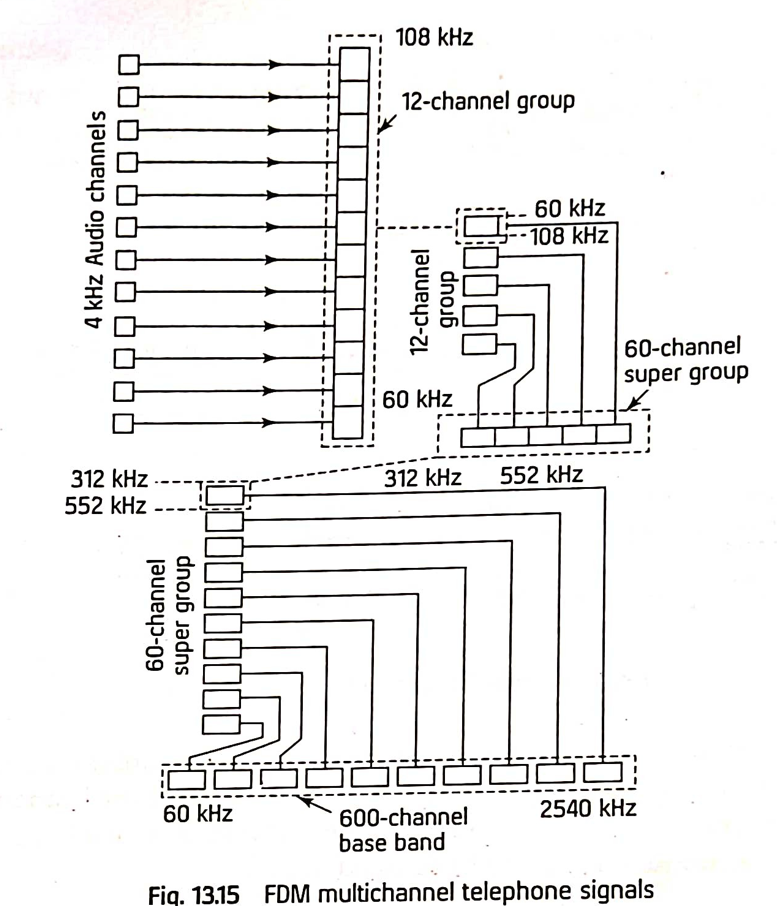 108 kHz
12-channel group
4 kHz Audio channels
60 kHz
108 kHz
12-channel
group
60-channel
super group
60 kHz
312 kHz
552 kHz
312 kHz
552 kHz
60-channel
super group
60 kHz
600-channel
base band
2540 kHz
Fig. 13.15 FDM multichannel telephone signals